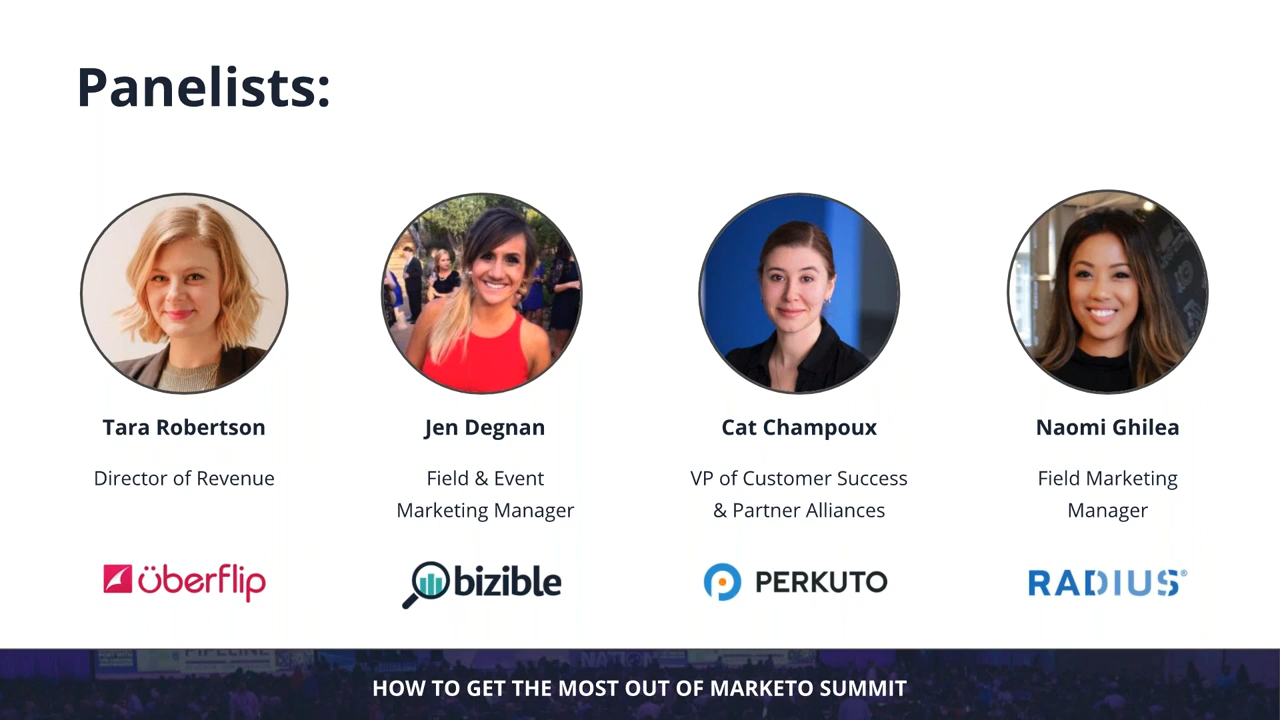 Panelists:
Tara Robertson
Director of Revenue
überflip
Jen Degnan
Field & Event
Marketing Manager
bizible
Cat Champoux
VP of Customer Success
& Partner Alliances
PERKUTO
Naomi Ghilea
Field Marketing
Manager
RADIUS®
PIPELINE
NATION
HOW TO GET THE MOST OUT OF MARKETO SUMMIT